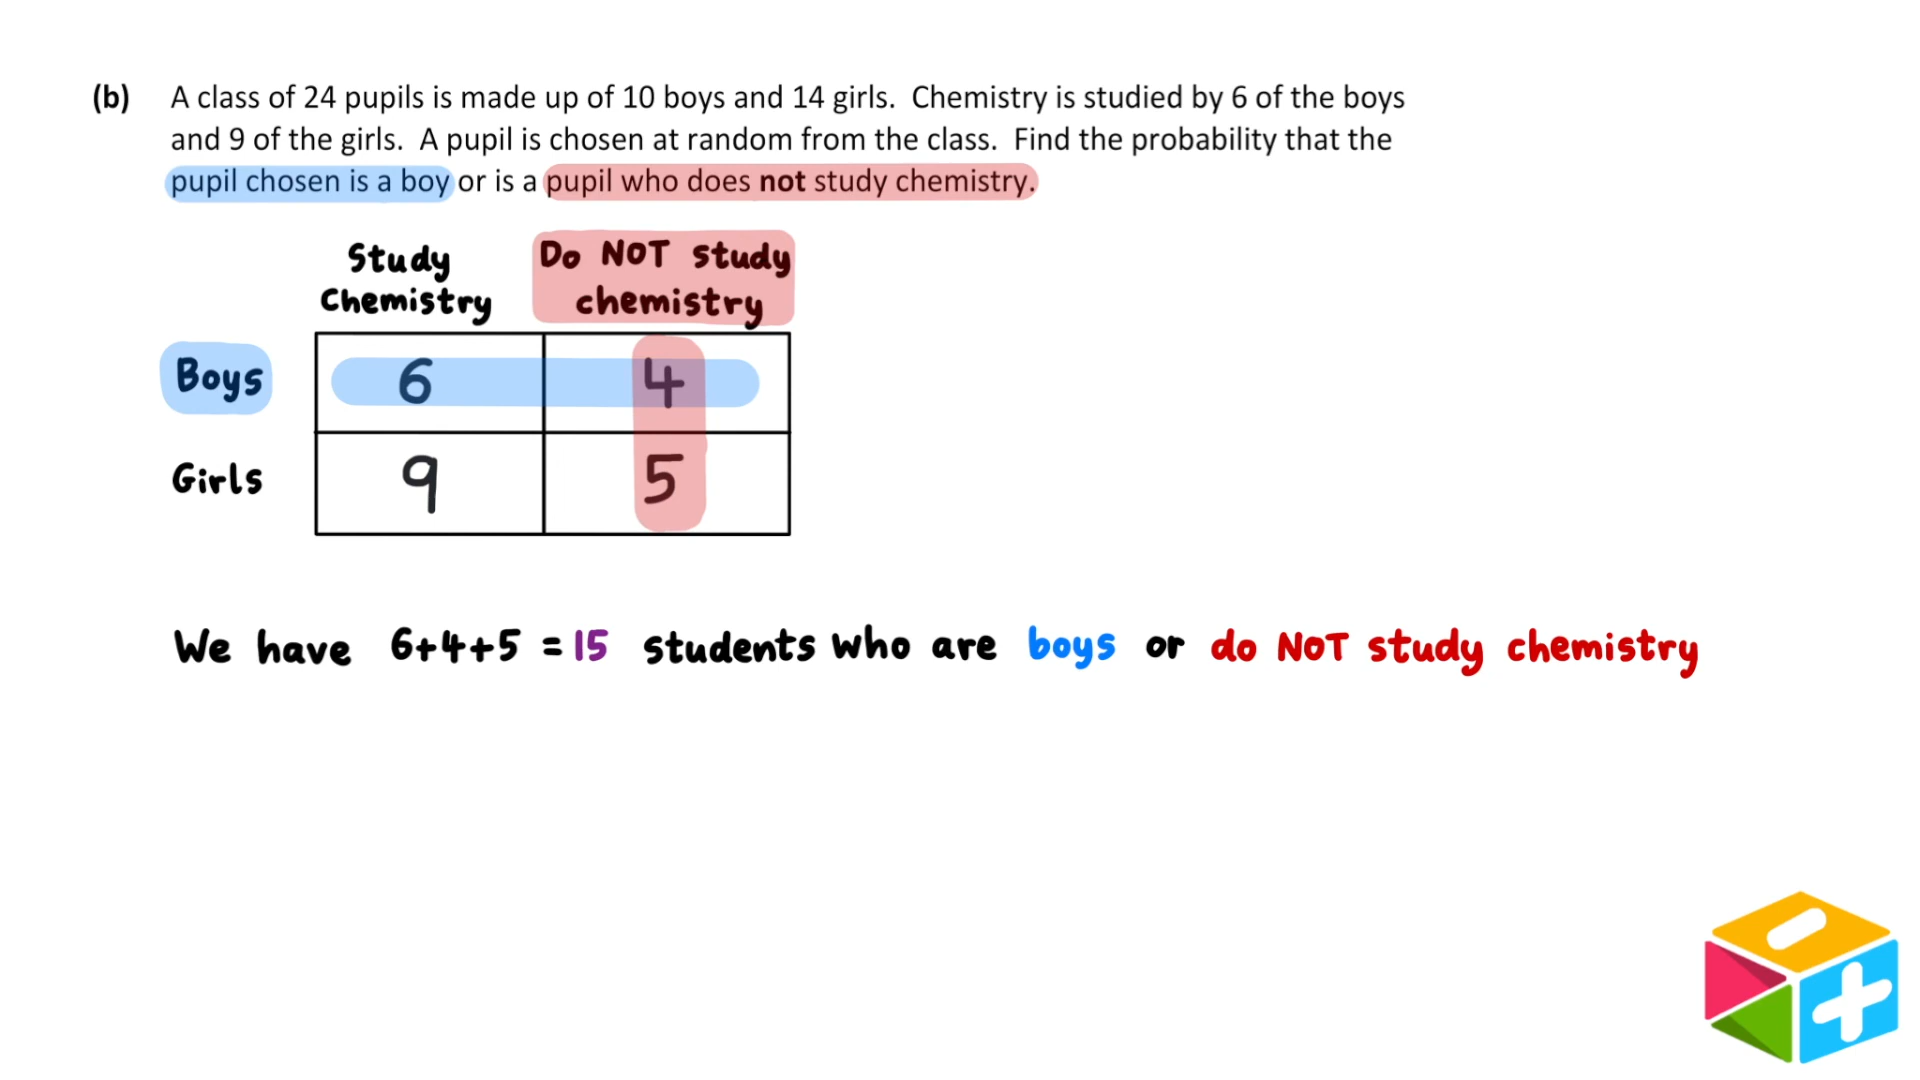 (b) A class of 24 pupils is made up of 10 boys and 14 girls. Chemistry is studied by 6 of the boys
and 9 of the girls. A pupil is chosen at random from the class. Find the probability that the
pupil chosen is a boy or is a pupil who does not study chemistry.
Study Do NOT study
Chemistry chemistry
Boys 6 4
Girls 9 5
We have 6+4+5 = 15 students who are boys or do NOT study chemistry